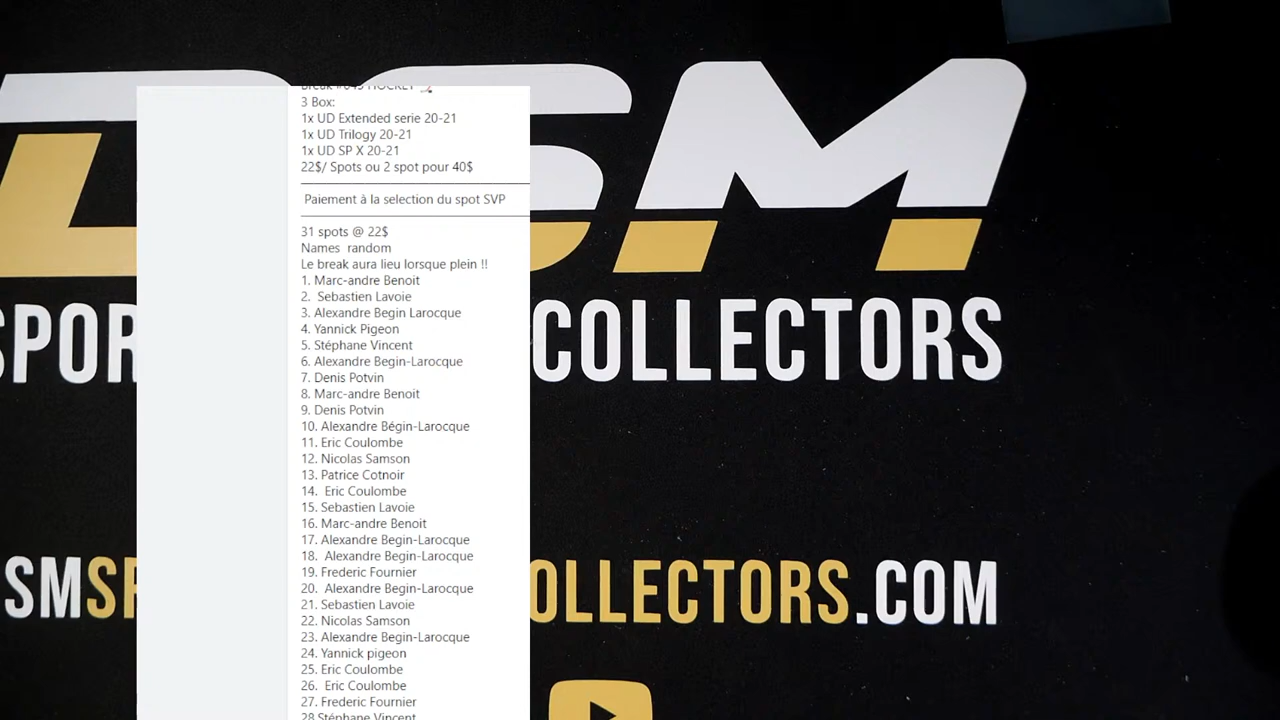 DSM
SPOR
COLLECTORS
SMSP
OLLECTORS.COM
HOCKEY
3 Box:
1x UD Extended serie 20-21
1x UD Trilogy 20-21
1x UD SP X 20-21
22$/ Spots ou 2 spot pour 40$
Paiement à la selection du spot SVP
31 spots @ 22$
Names random
Le break aura lieu lorsque plein !!
1. Marc-andre Benoit
2. Sebastien Lavoie
3. Alexandre Begin Larocque
4. Yannick Pigeon
5. Stéphane Vincent
6. Alexandre Begin-Larocque
7. Denis Potvin
8. Marc-andre Benoit
9. Denis Potvin
10. Alexandre Bégin-Larocque
11. Eric Coulombe
12. Nicolas Samson
13. Patrice Cotnoir
14. Eric Coulombe
15. Sebastien Lavoie
16. Marc-andre Benoit
17. Alexandre Begin-Larocque
18. Alexandre Begin-Larocque
19. Frederic Fournier
20. Alexandre Begin-Larocque
21. Sebastien Lavoie
22. Nicolas Samson
23. Alexandre Begin-Larocque
24. Yannick pigeon
25. Eric Coulombe
26. Eric Coulombe
27. Frederic Fournier
28 Stéphane Vincent